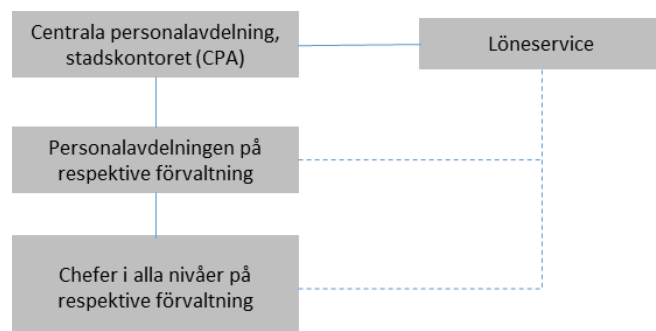 Centrala personalavdelning,
stadskontoret (CPA)
Löneservice
Personalavdelningen på
respektive förvaltning
Chefer i alla nivåer på
respektive förvaltning